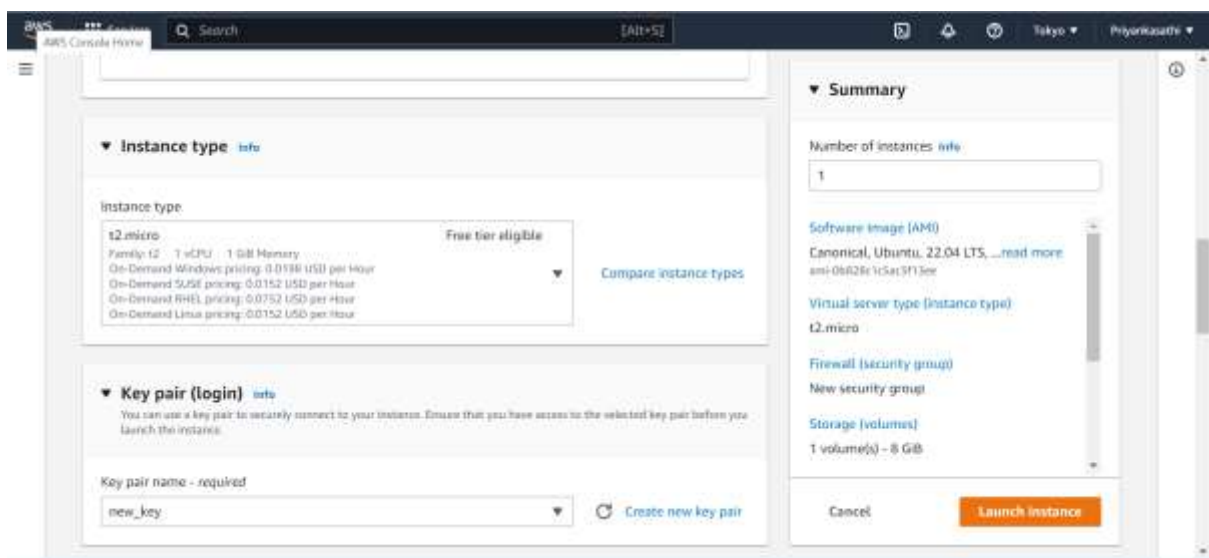 aws
Services
Search
[Alt+S]
Tokyo ▼
Priyankasathi ▼
AWS Console Home
▼ Instance type Info
Instance type
t2.micro
Free tier eligible
Family: t2 1 vCPU 1 GiB Memory
On-Demand Windows pricing: 0.0198 USD per Hour
On-Demand SUSE pricing: 0.0152 USD per Hour
On-Demand RHEL pricing: 0.0752 USD per Hour
On-Demand Linux pricing: 0.0152 USD per Hour
Compare instance types
▼ Key pair (login) Info
You can use a key pair to securely connect to your instance. Ensure that you have access to the selected key pair before you
launch the instance.
Key pair name - required
new_key
Create new key pair
▼ Summary
Number of instances Info
1
Software Image (AMI)
Canonical, Ubuntu, 22.04 LTS, ...read more
Virtual server type (instance type)
t2.micro
Firewall (security group)
New security group
Storage (volumes)
1 volume(s) - 8 GiB
Cancel
Launch instance